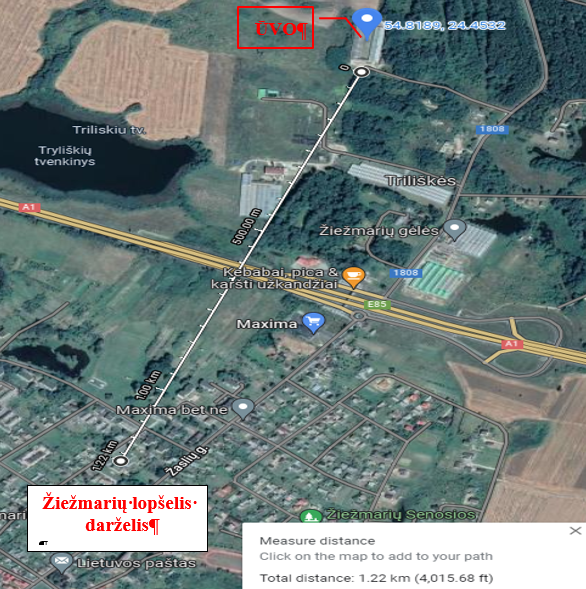 ŪVO¶
54.8189, 24.4532
0
1808
Triliskiu tv.
Tryliškių
tvenkinys
Triliškės
A1
500.00 m
Žiežmarių gėlės
Kebabai, pica &
karšti užkandžiai
1808
E85
Maxima
A1
1.00 km
Maxima bet ne
1.22 km
Žaslių g.
Žiežmarių·lopšelis·
darželis¶
¶
Žiežmarių Senosios
Lietuvos paštas
Measure distance
Click on the map to add to your path
Total distance: 1.22 km (4,015.68 ft)